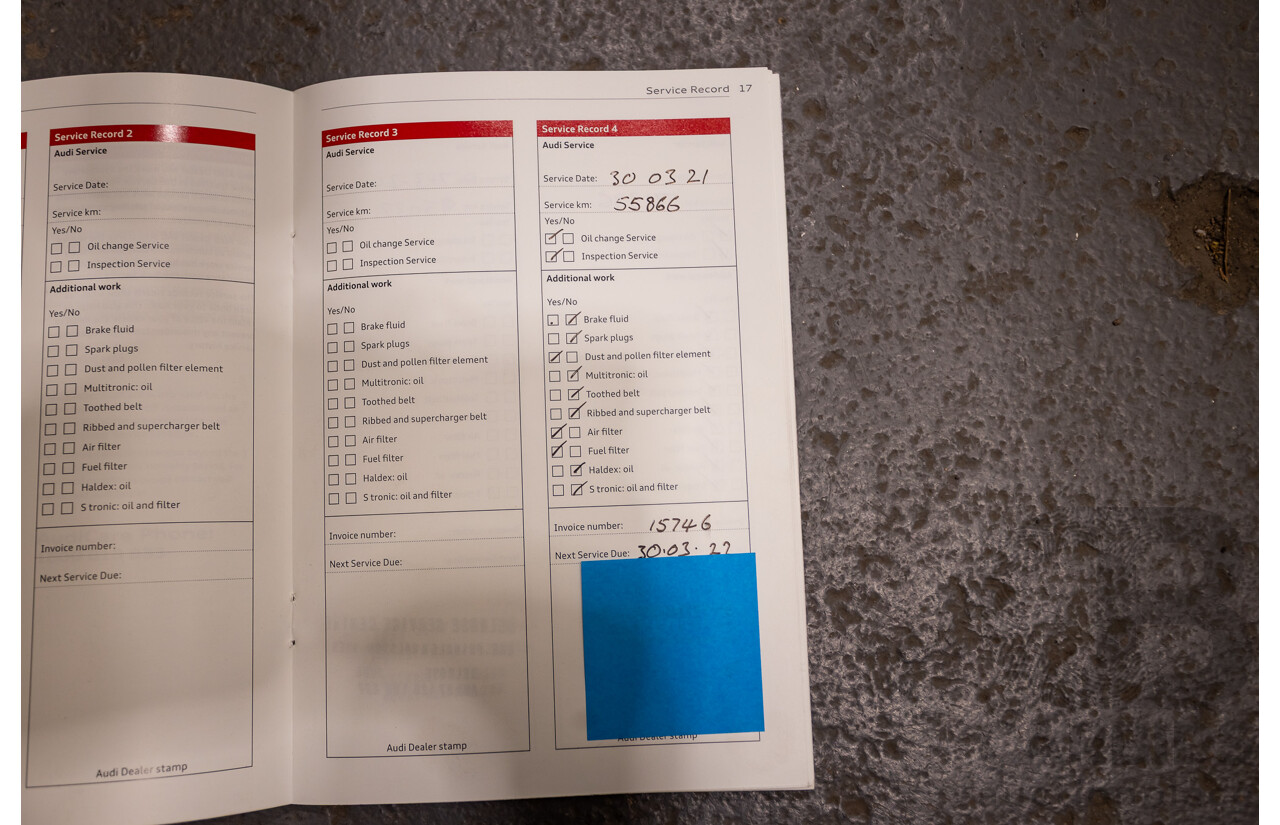 Service Record 17
Service Record 2
Audi Service
Service Date:
Service km:
Yes/No
Oil change Service
Inspection Service
Additional work
Yes/No
Brake fluid
Spark plugs
Dust and pollen filter element
Multitronic: oil
Toothed belt
Ribbed and supercharger belt
Air filter
Fuel filter
Haldex: oil
S tronic: oil and filter
Invoice number:
Next Service Due:
Audi Dealer stamp
Service Record 3
Audi Service
Service Date:
Service km:
Yes/No
Oil change Service
Inspection Service
Additional work
Yes/No
Brake fluid
Spark plugs
Dust and pollen filter element
Multitronic: oil
Toothed belt
Ribbed and supercharger belt
Air filter
Fuel filter
Haldex: oil
S tronic: oil and filter
Invoice number:
Next Service Due:
Audi Dealer stamp
Service Record 4
Audi Service
Service Date: 30 03 21
Service km: 55866
Yes/No
Oil change Service
Inspection Service
Additional work
Yes/No
Brake fluid
Spark plugs
Dust and pollen filter element
Multitronic: oil
Toothed belt
Ribbed and supercharger belt
Air filter
Fuel filter
Haldex: oil
S tronic: oil and filter
Invoice number: 15746
Next Service Due: 30.03.22
Audi Dealer stamp